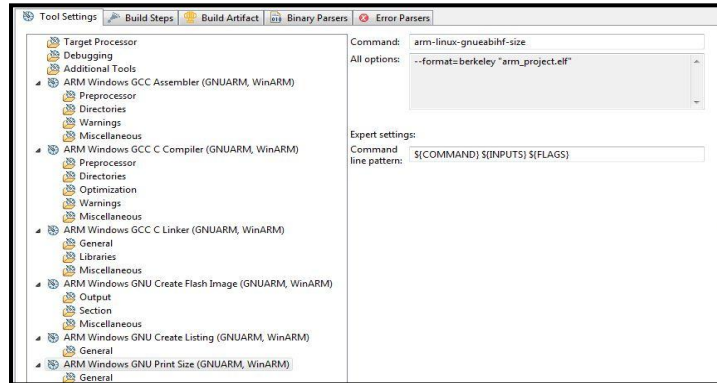 Tool Settings Build Steps Build Artifact Binary Parsers Error Parsers
Target Processor
Debugging
Additional Tools
ARM Windows GCC Assembler (GNUARM, WinARM)
Preprocessor
Directories
Warnings
Miscellaneous
ARM Windows GCC C Compiler (GNUARM, WinARM)
Preprocessor
Directories
Optimization
Warnings
Miscellaneous
ARM Windows GCC C Linker (GNUARM, WinARM)
General
Libraries
Miscellaneous
ARM Windows GNU Create Flash Image (GNUARM, WinARM)
Output
Section
Miscellaneous
ARM Windows GNU Create Listing (GNUARM, WinARM)
General
ARM Windows GNU Print Size (GNUARM, WinARM)
General
Command: arm-linux-gnueabihf-size
All options: --format=berkeley "arm_project.elf"
Expert settings:
Command
line pattern: ${COMMAND} ${INPUTS} ${FLAGS}